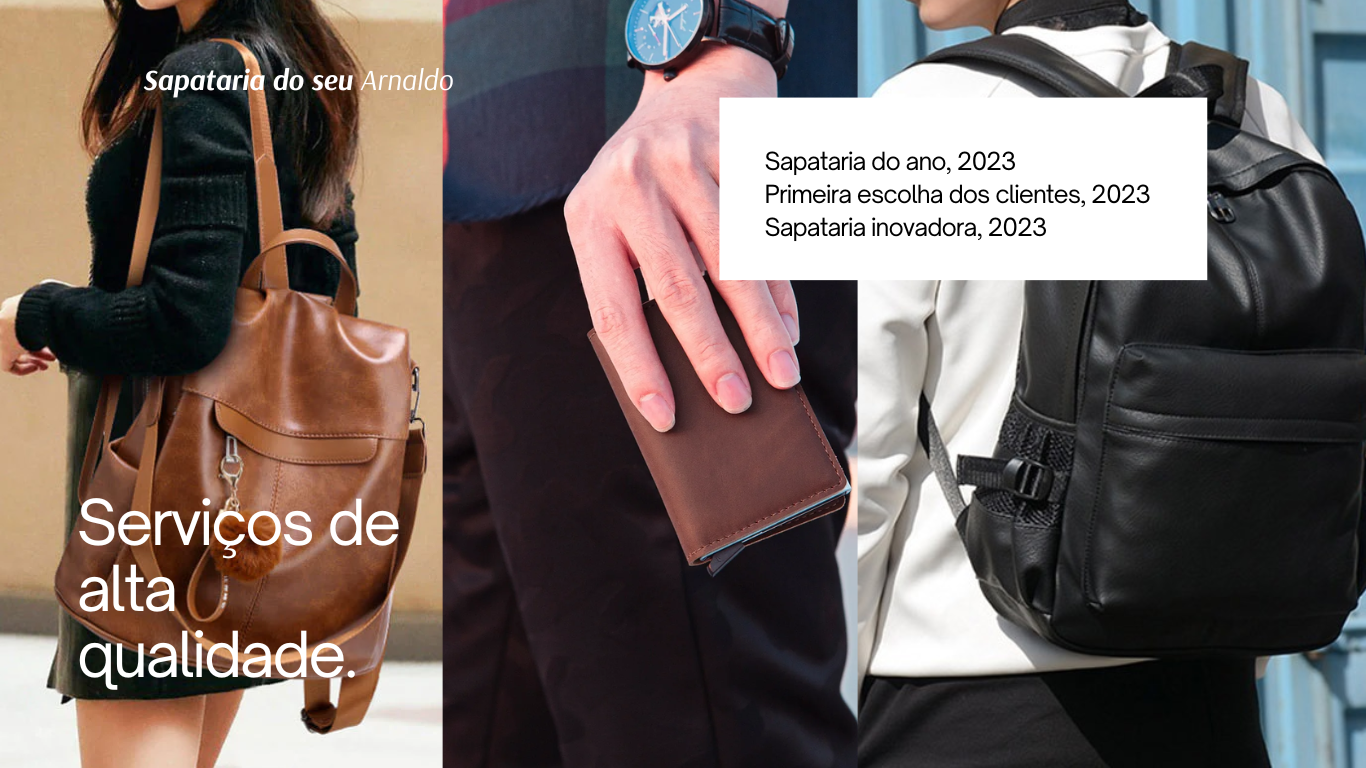 Sapataria do seu Arnaldo
Sapataria do ano, 2023
Primeira escolha dos clientes, 2023
Sapataria inovadora, 2023
Serviços de
alta
qualidade.